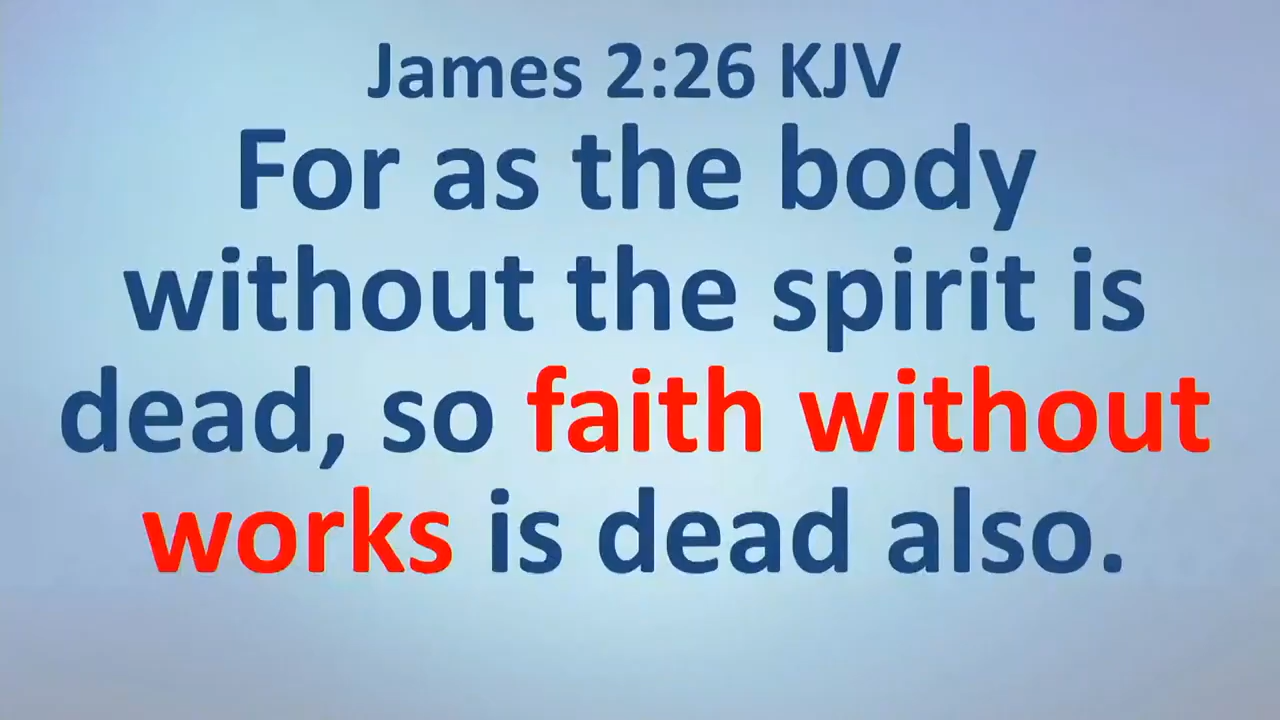 James 2:26 KJV
For as the body
without the spirit is
dead, so faith without
works is dead also.